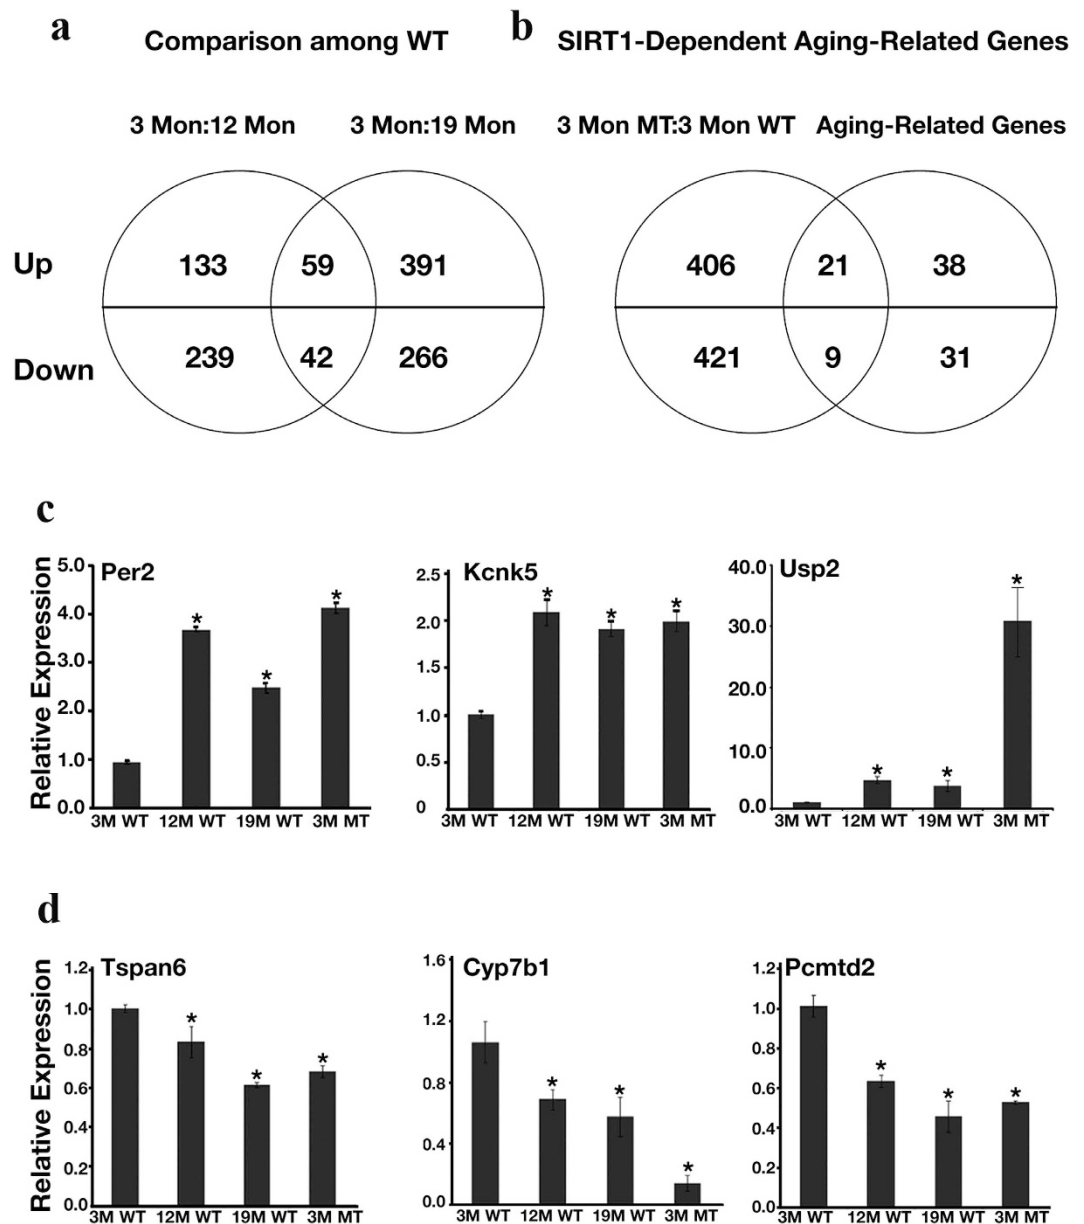 a b
Comparison among WT SIRT1-Dependent Aging-Related Genes
3 Mon:12 Mon 3 Mon:19 Mon 3 Mon MT:3 Mon WT Aging-Related Genes
Up 133 59 391 406 21 38
Down 239 42 266 421 9 31
c
Relative Expression
Per2
5.0
4.0
3.0
2.0
1.0
0.0
* * *
3M WT 12M WT 19M WT 3M MT
Kcnk5
2.5
2.0
1.5
1.0
0.5
0
* * *
3M WT 12M WT 19M WT 3M MT
Usp2
40.0
30.0
20.0
10.0
0.0
* * *
3M WT 12M WT 19M WT 3M MT
d
Relative Expression
Tspan6
1.2
1.0
0.8
0.6
0.4
0.2
0.0
* * *
3M WT 12M WT 19M WT 3M MT
Cyp7b1
1.6
1.2
0.8
0.4
0.0
* * *
3M WT 12M WT 19M WT 3M MT
Pcmtd2
1.2
1.0
0.8
0.6
0.4
0.2
0.0
* * *
3M WT 12M WT 19M WT 3M MT